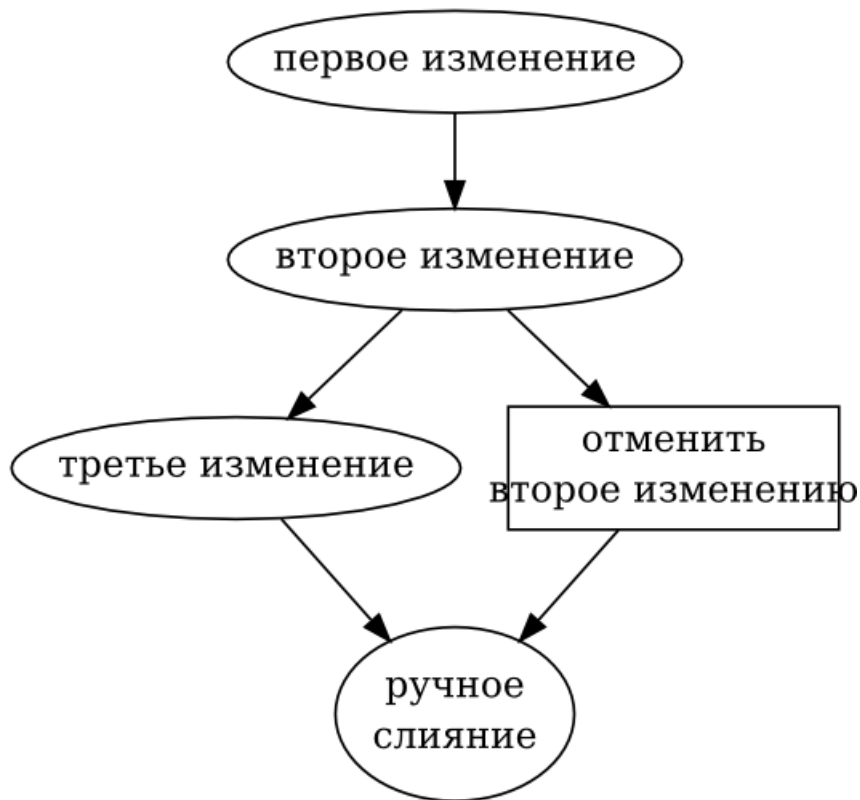 первое изменение
второе изменение
третье изменение
отменить
второе изменению
ручное
слияние